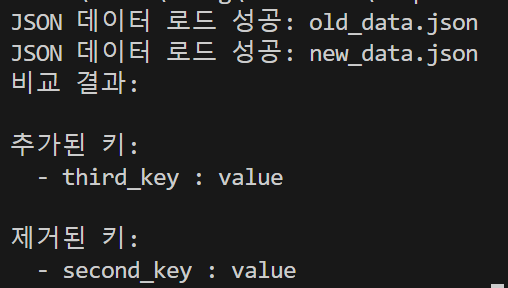 JSON 데이터 로드 성공: old_data.json
JSON 데이터 로드 성공: new_data.json
비교 결과:
추가된 키:
- third_key : value
제거된 키:
- second_key : value